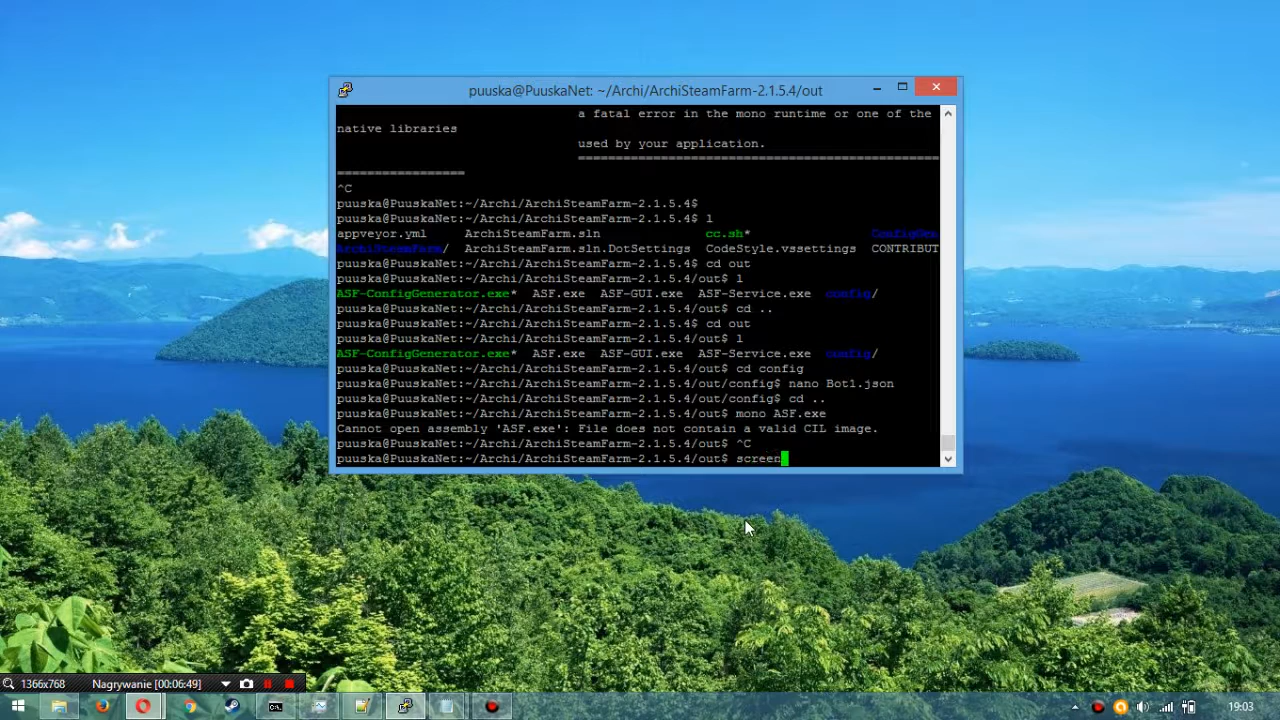 puuska@PuuskaNet: ~/Archi/ArchiSteamFarm-2.1.5.4/out
a fatal error in the mono runtime or one of the
native libraries
used by your application.
===============================================
=================
^C
puuska@PuuskaNet:~/Archi/ArchiSteamFarm-2.1.5.4$
puuska@PuuskaNet:~/Archi/ArchiSteamFarm-2.1.5.4$ l
appveyor.yml ArchiSteamFarm.sln cc.sh* ConfigGen
ArchiSteamFarm/ ArchiSteamFarm.sln.DotSettings CodeStyle.vssettings CONTRIBUT
puuska@PuuskaNet:~/Archi/ArchiSteamFarm-2.1.5.4$ cd out
puuska@PuuskaNet:~/Archi/ArchiSteamFarm-2.1.5.4/out$ l
ASF-ConfigGenerator.exe* ASF.exe ASF-GUI.exe ASF-Service.exe config/
puuska@PuuskaNet:~/Archi/ArchiSteamFarm-2.1.5.4/out$ cd ..
puuska@PuuskaNet:~/Archi/ArchiSteamFarm-2.1.5.4$ cd out
puuska@PuuskaNet:~/Archi/ArchiSteamFarm-2.1.5.4/out$ l
ASF-ConfigGenerator.exe* ASF.exe ASF-GUI.exe ASF-Service.exe config/
puuska@PuuskaNet:~/Archi/ArchiSteamFarm-2.1.5.4/out$ cd config
puuska@PuuskaNet:~/Archi/ArchiSteamFarm-2.1.5.4/out/config$ nano Bot1.json
puuska@PuuskaNet:~/Archi/ArchiSteamFarm-2.1.5.4/out/config$ cd ..
puuska@PuuskaNet:~/Archi/ArchiSteamFarm-2.1.5.4/out$ mono ASF.exe
Cannot open assembly 'ASF.exe': File does not contain a valid CIL image.
puuska@PuuskaNet:~/Archi/ArchiSteamFarm-2.1.5.4/out$ ^C
puuska@PuuskaNet:~/Archi/ArchiSteamFarm-2.1.5.4/out$ screen
1366x768 Nagrywanie [00:06:49]
19:03